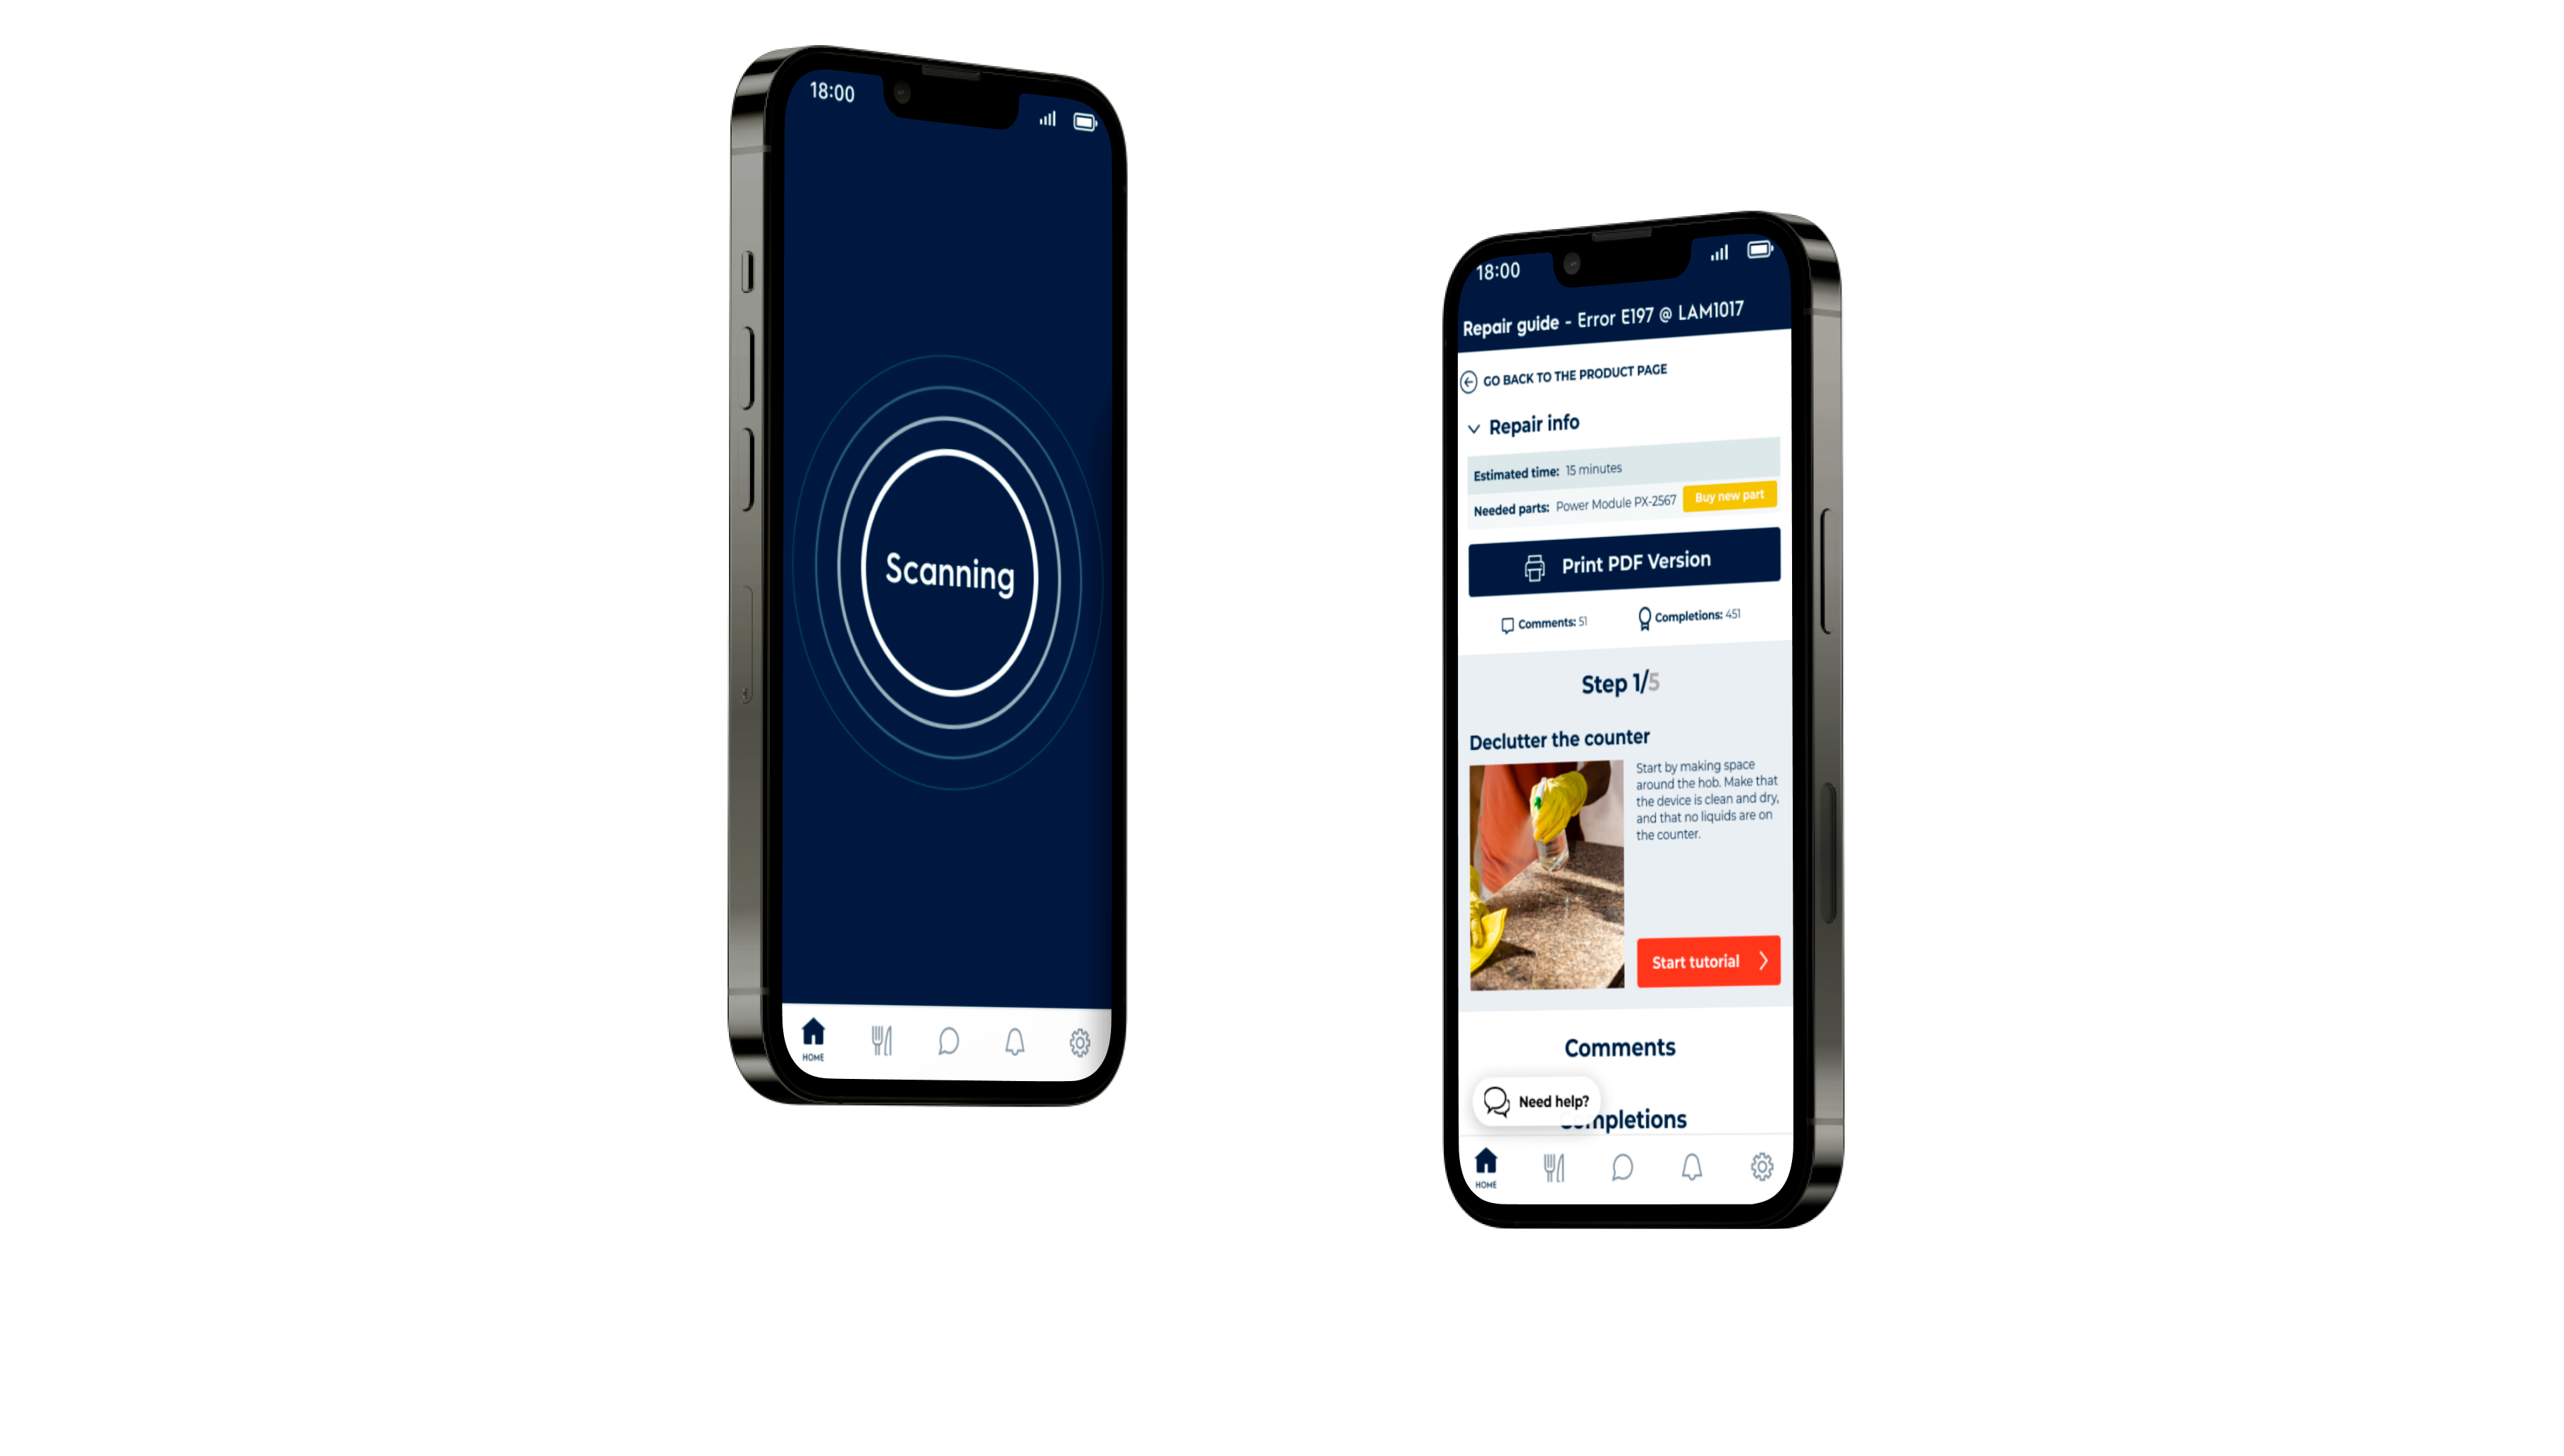 18:00
Scanning
HOME
18:00
Repair guide - Error E197 @ LAM1017
GO BACK TO THE PRODUCT PAGE
Repair info
Estimated time: 15 minutes
Needed parts: Power Module PX-2567 Buy new part
Print PDF Version
Comments: 51 Completions: 451
Step 1/5
Declutter the counter
Start by making space
around the hob. Make that
the device is clean and dry,
and that no liquids are on
the counter.
Start tutorial
Comments
Need help?
HOME